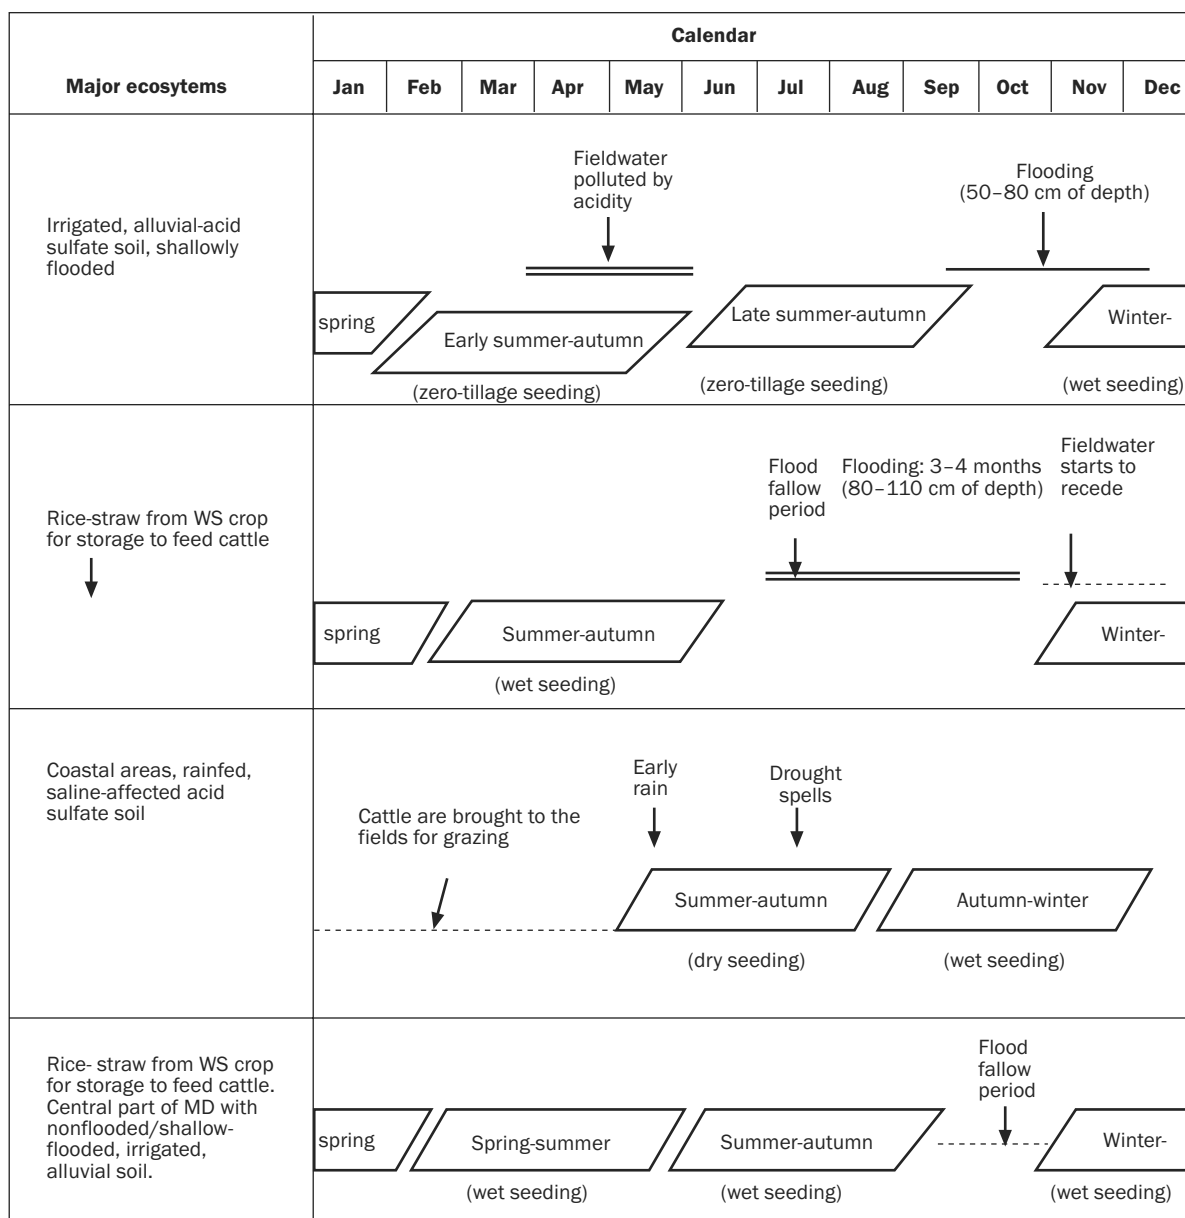 Calendar
Major ecosytems
Jan Feb Mar Apr May Jun Jul Aug Sep Oct Nov Dec
Irrigated, alluvial-acid
sulfate soil, shallowly
flooded
Fieldwater
polluted by
acidity
Flooding
(50–80 cm of depth)
spring
Early summer-autumn
Late summer-autumn
Winter-
(zero-tillage seeding)
(zero-tillage seeding)
(wet seeding)
Rice-straw from WS crop
for storage to feed cattle
Flood
fallow
period
Flooding: 3–4 months
(80–110 cm of depth)
Fieldwater
starts to
recede
spring
Summer-autumn
Winter-
(wet seeding)
Coastal areas, rainfed,
saline-affected acid
sulfate soil
Cattle are brought to the
fields for grazing
Early
rain
Drought
spells
Summer-autumn
Autumn-winter
(dry seeding)
(wet seeding)
Rice- straw from WS crop
for storage to feed cattle.
Central part of MD with
nonflooded/shallow-
flooded, irrigated,
alluvial soil.
Flood
fallow
period
spring
Spring-summer
Summer-autumn
Winter-
(wet seeding)
(wet seeding)
(wet seeding)